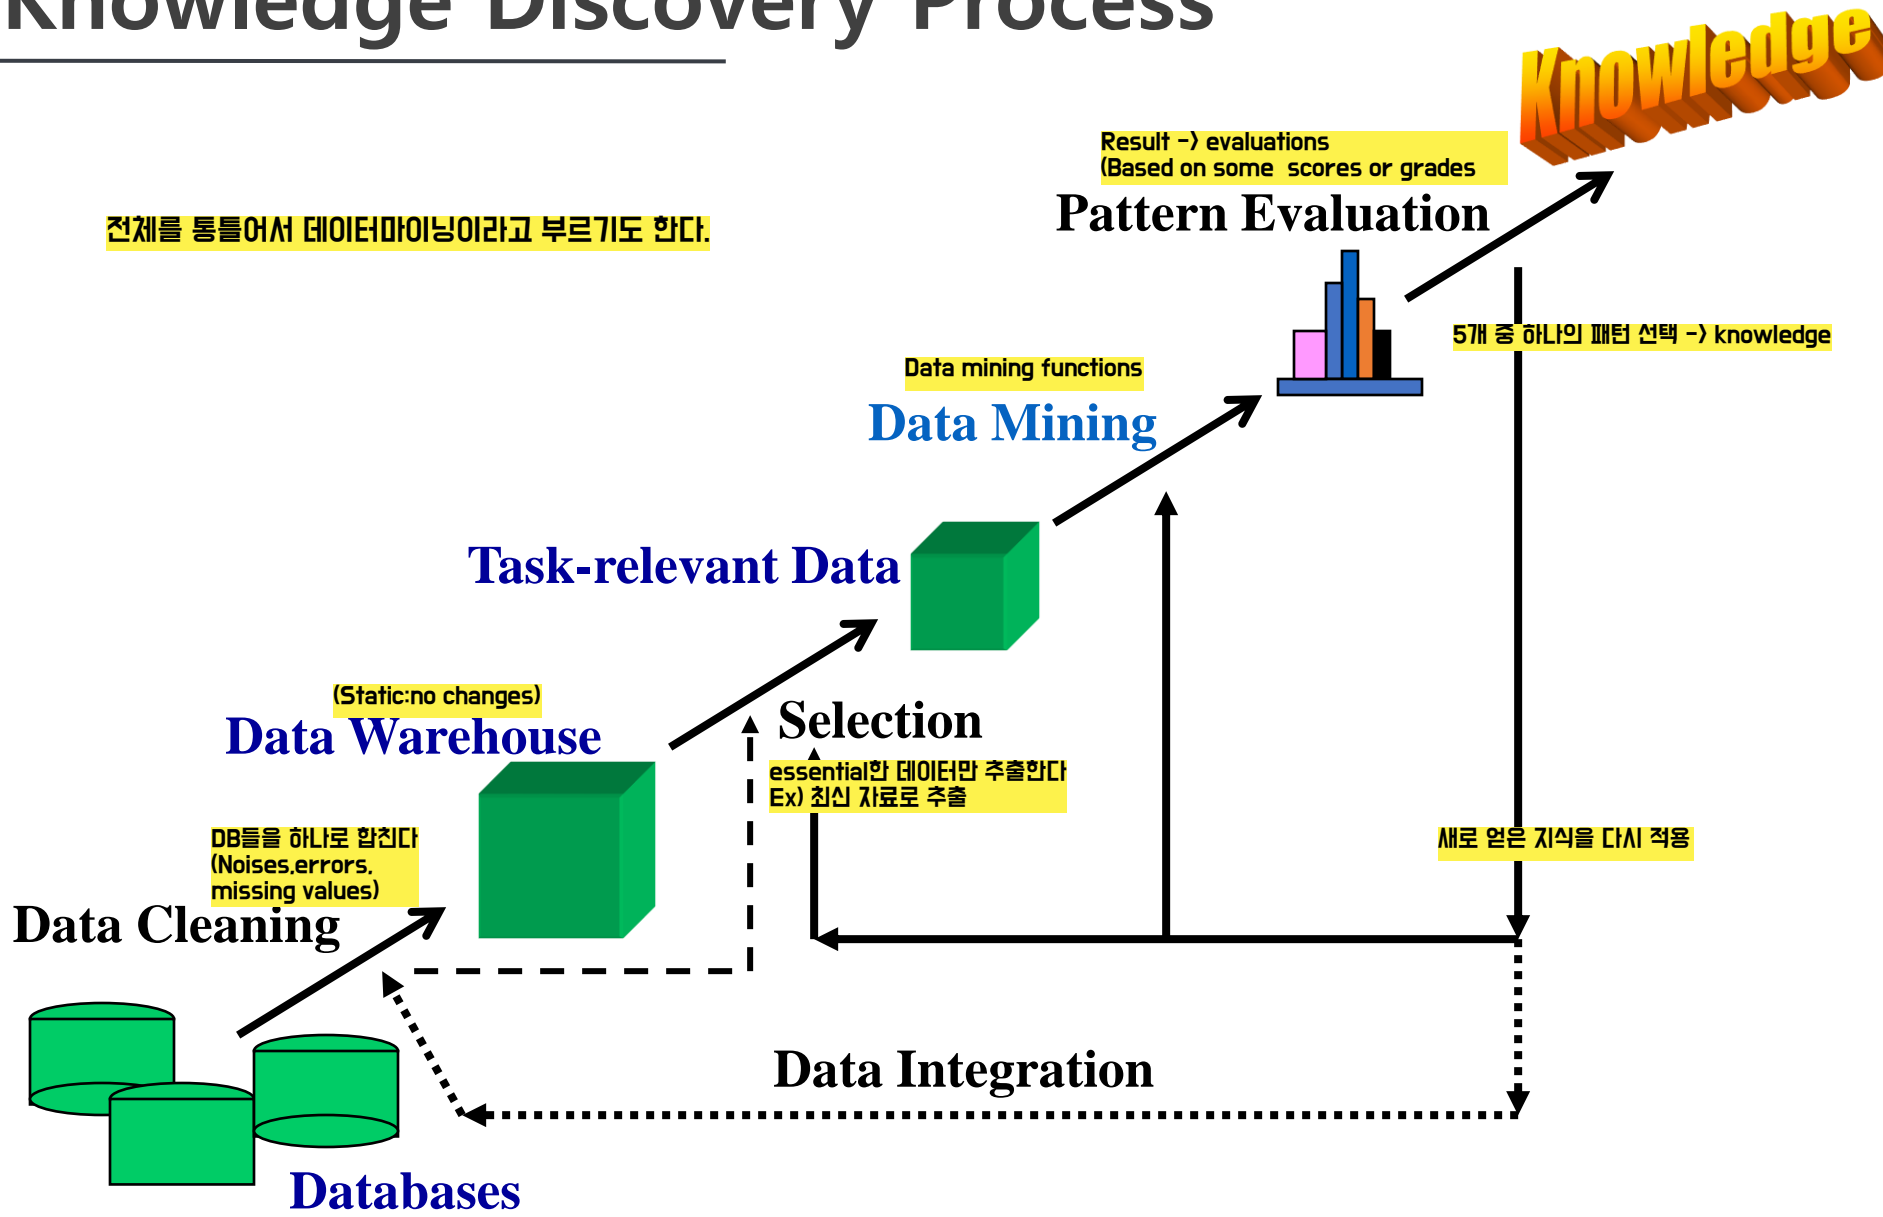 Knowledge Discovery Process
Knowledge
Result -> evaluations
(Based on some scores or grades
Pattern Evaluation
전체를 통틀어서 데이터마이닝이라고 부르기도 한다.
5개 중 하나의 패턴 선택 -> knowledge
Data mining functions
Data Mining
Task-relevant Data
(Static:no changes)
Data Warehouse
Selection
essential한 데이터만 추출한다
Ex) 최신 자료로 추출
DB들을 하나로 합친다
(Noises,errors,
missing values)
새로 얻은 지식을 다시 적용
Data Cleaning
Data Integration
Databases